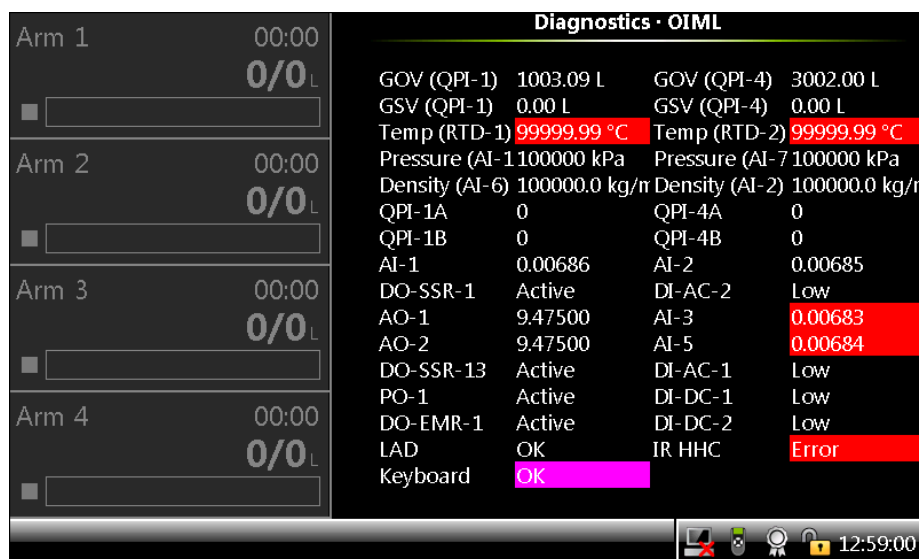 Arm 1 00:00
0/0 L
Arm 2 00:00
0/0 L
Arm 3 00:00
0/0 L
Arm 4 00:00
0/0 L
Diagnostics · OIML
GOV (QPI-1) 1003.09 L GOV (QPI-4) 3002.00 L
GSV (QPI-1) 0.00 L GSV (QPI-4) 0.00 L
Temp (RTD-1) 99999.99 °C Temp (RTD-2) 99999.99 °C
Pressure (AI-1 100000 kPa Pressure (AI-7 100000 kPa
Density (AI-6) 100000.0 kg/m Density (AI-2) 100000.0 kg/r
QPI-1A 0 QPI-4A 0
QPI-1B 0 QPI-4B 0
AI-1 0.00686 AI-2 0.00685
DO-SSR-1 Active DI-AC-2 Low
AO-1 9.47500 AI-3 0.00683
AO-2 9.47500 AI-5 0.00684
DO-SSR-13 Active DI-AC-1 Low
PO-1 Active DI-DC-1 Low
DO-EMR-1 Active DI-DC-2 Low
LAD OK IR HHC Error
Keyboard OK
12:59:00